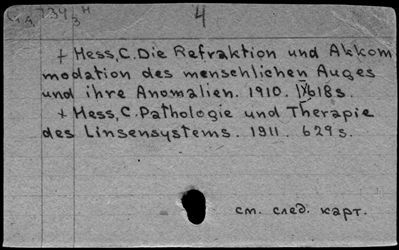 4
+ Hess, C. Die Refraktion und Akkom
modation des menschlichen Auges
und ihre Anomalien. 1910. 618 s.
+ Hess, C. Pathologie und Therapie
des Linsensystems. 1911. 629 s.
см. след. карт.